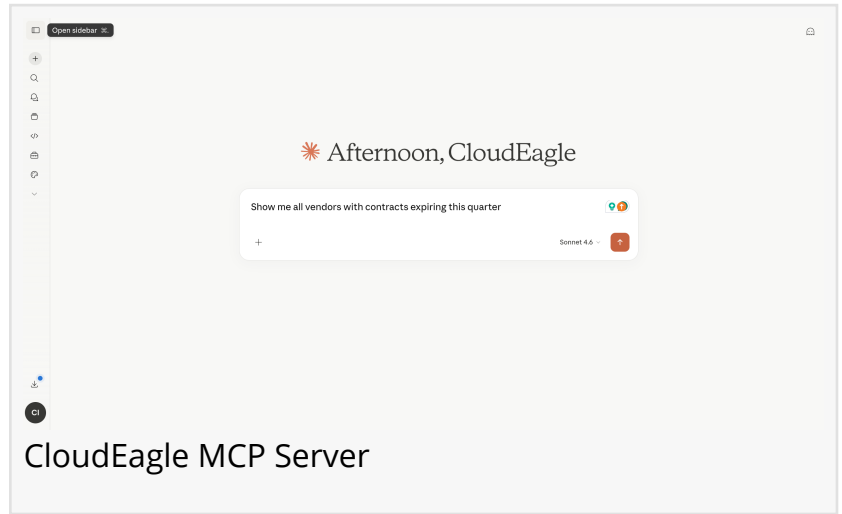 Open sidebar ⌘.
Afternoon, CloudEagle
Show me all vendors with contracts expiring this quarter
Sonnet 4.6
CI
CloudEagle MCP Server